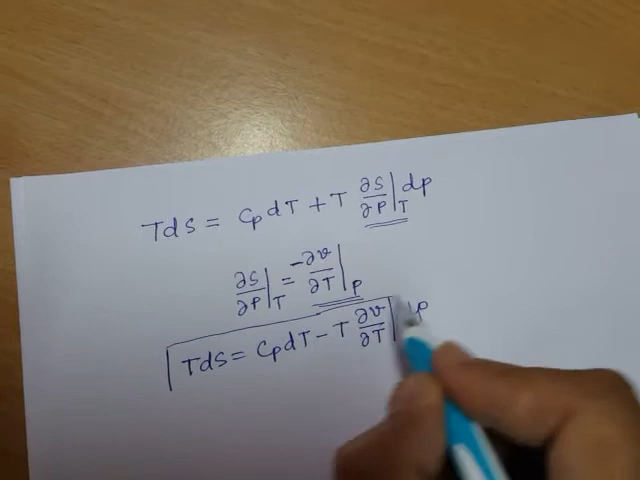 TdS = CpdT + T ∂S/∂P|T dp
∂S/∂P|T = -∂v/∂T|P
TdS = CpdT - T ∂v/∂T| dp